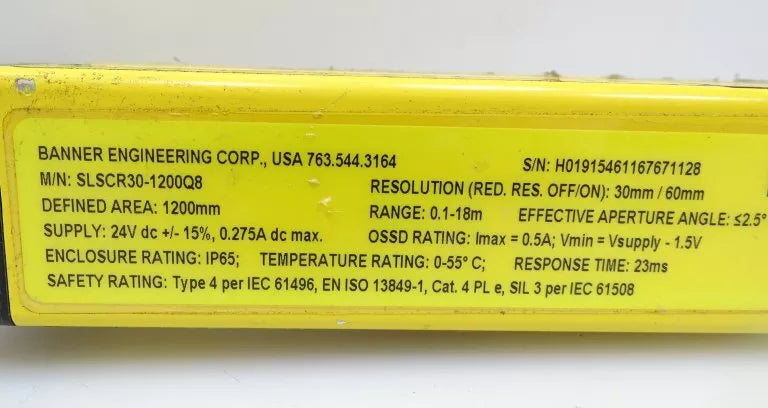 BANNER ENGINEERING CORP., USA 763.544.3164 S/N: H01915461167671128
M/N: SLSCR30-1200Q8 RESOLUTION (RED. RES. OFF/ON): 30mm / 60mm
DEFINED AREA: 1200mm RANGE: 0.1-18m EFFECTIVE APERTURE ANGLE: ≤2.5°
SUPPLY: 24V dc +/- 15%, 0.275A dc max. OSSD RATING: Imax = 0.5A; Vmin = Vsupply - 1.5V
ENCLOSURE RATING: IP65; TEMPERATURE RATING: 0-55° C; RESPONSE TIME: 23ms
SAFETY RATING: Type 4 per IEC 61496, EN ISO 13849-1, Cat. 4 PL e, SIL 3 per IEC 61508